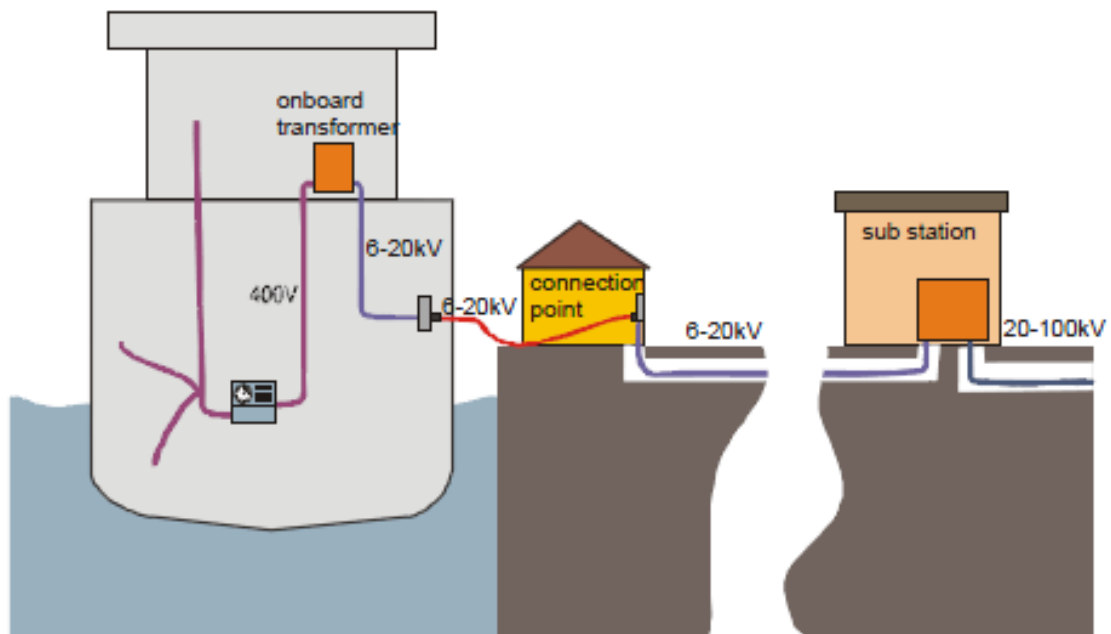 onboard
transformer
6-20kV
400V
6-20kV
connection
point
6-20kV
sub station
20-100kV